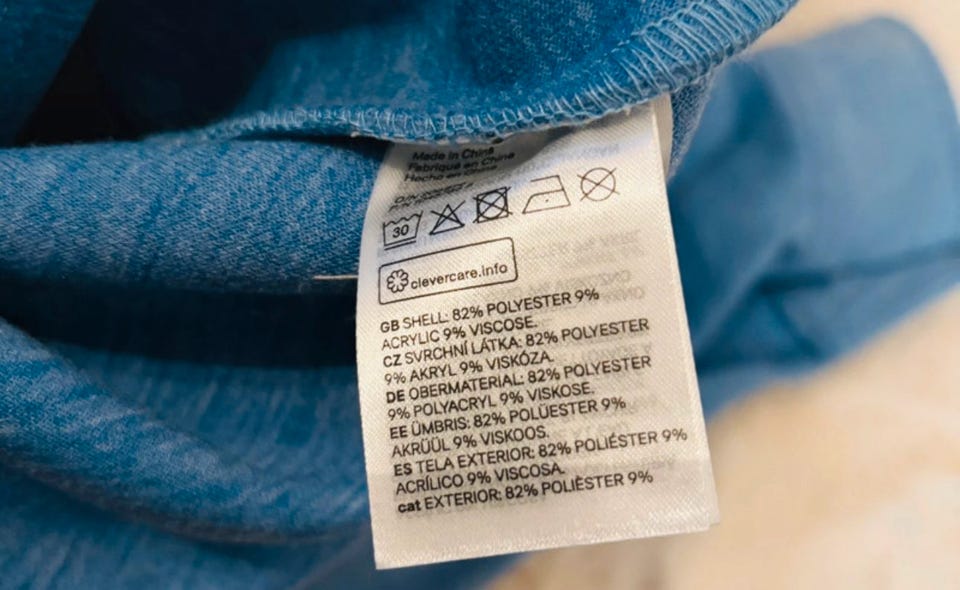 Made in China
Fabriqué en Chine
Hecho en China
30
clevercare.info
GB SHELL: 82% POLYESTER 9%
ACRYLIC 9% VISCOSE.
CZ SVRCHNÍ LÁTKA: 82% POLYESTER
9% AKRYL 9% VISKÓZA.
DE OBERMATERIAL: 82% POLYESTER
9% POLYACRYL 9% VISKOSE.
EE ÜMBRIS: 82% POLÜESTER 9%
AKRÜÜL 9% VISKOOS.
ES TELA EXTERIOR: 82% POLIÉSTER 9%
ACRÍLICO 9% VISCOSA.
cat EXTERIOR: 82% POLIÈSTER 9%